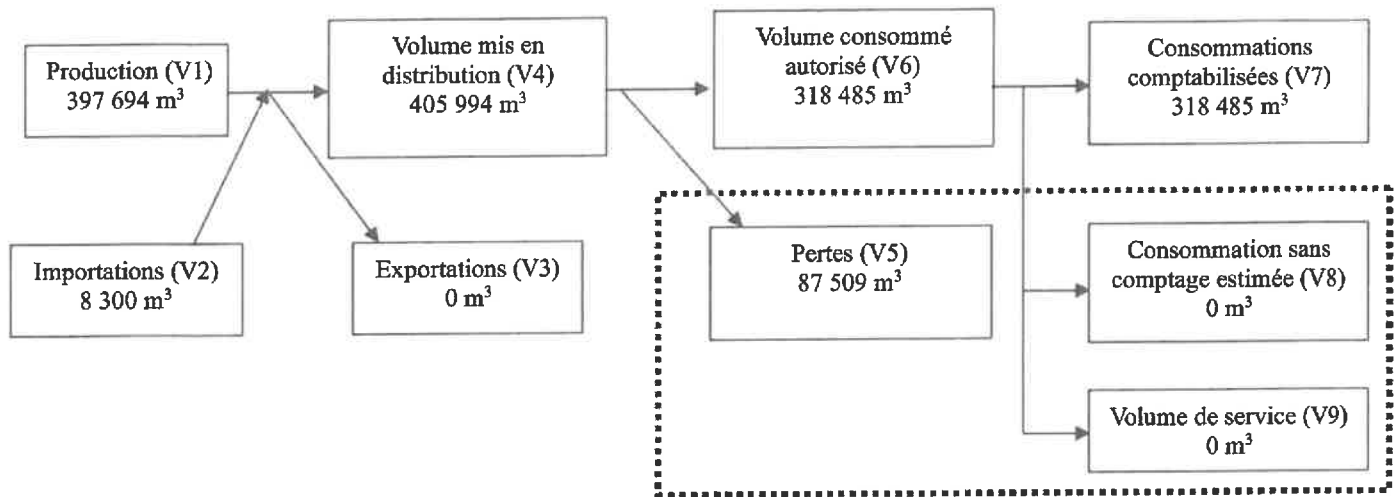 Production (V1)
397 694 m³
Volume mis en
distribution (V4)
405 994 m³
Volume consommé
autorisé (V6)
318 485 m³
Consommations
comptabilisées (V7)
318 485 m³
Importations (V2)
8 300 m³
Exportations (V3)
0 m³
Pertes (V5)
87 509 m³
Consommation sans
comptage estimée (V8)
0 m³
Volume de service (V9)
0 m³